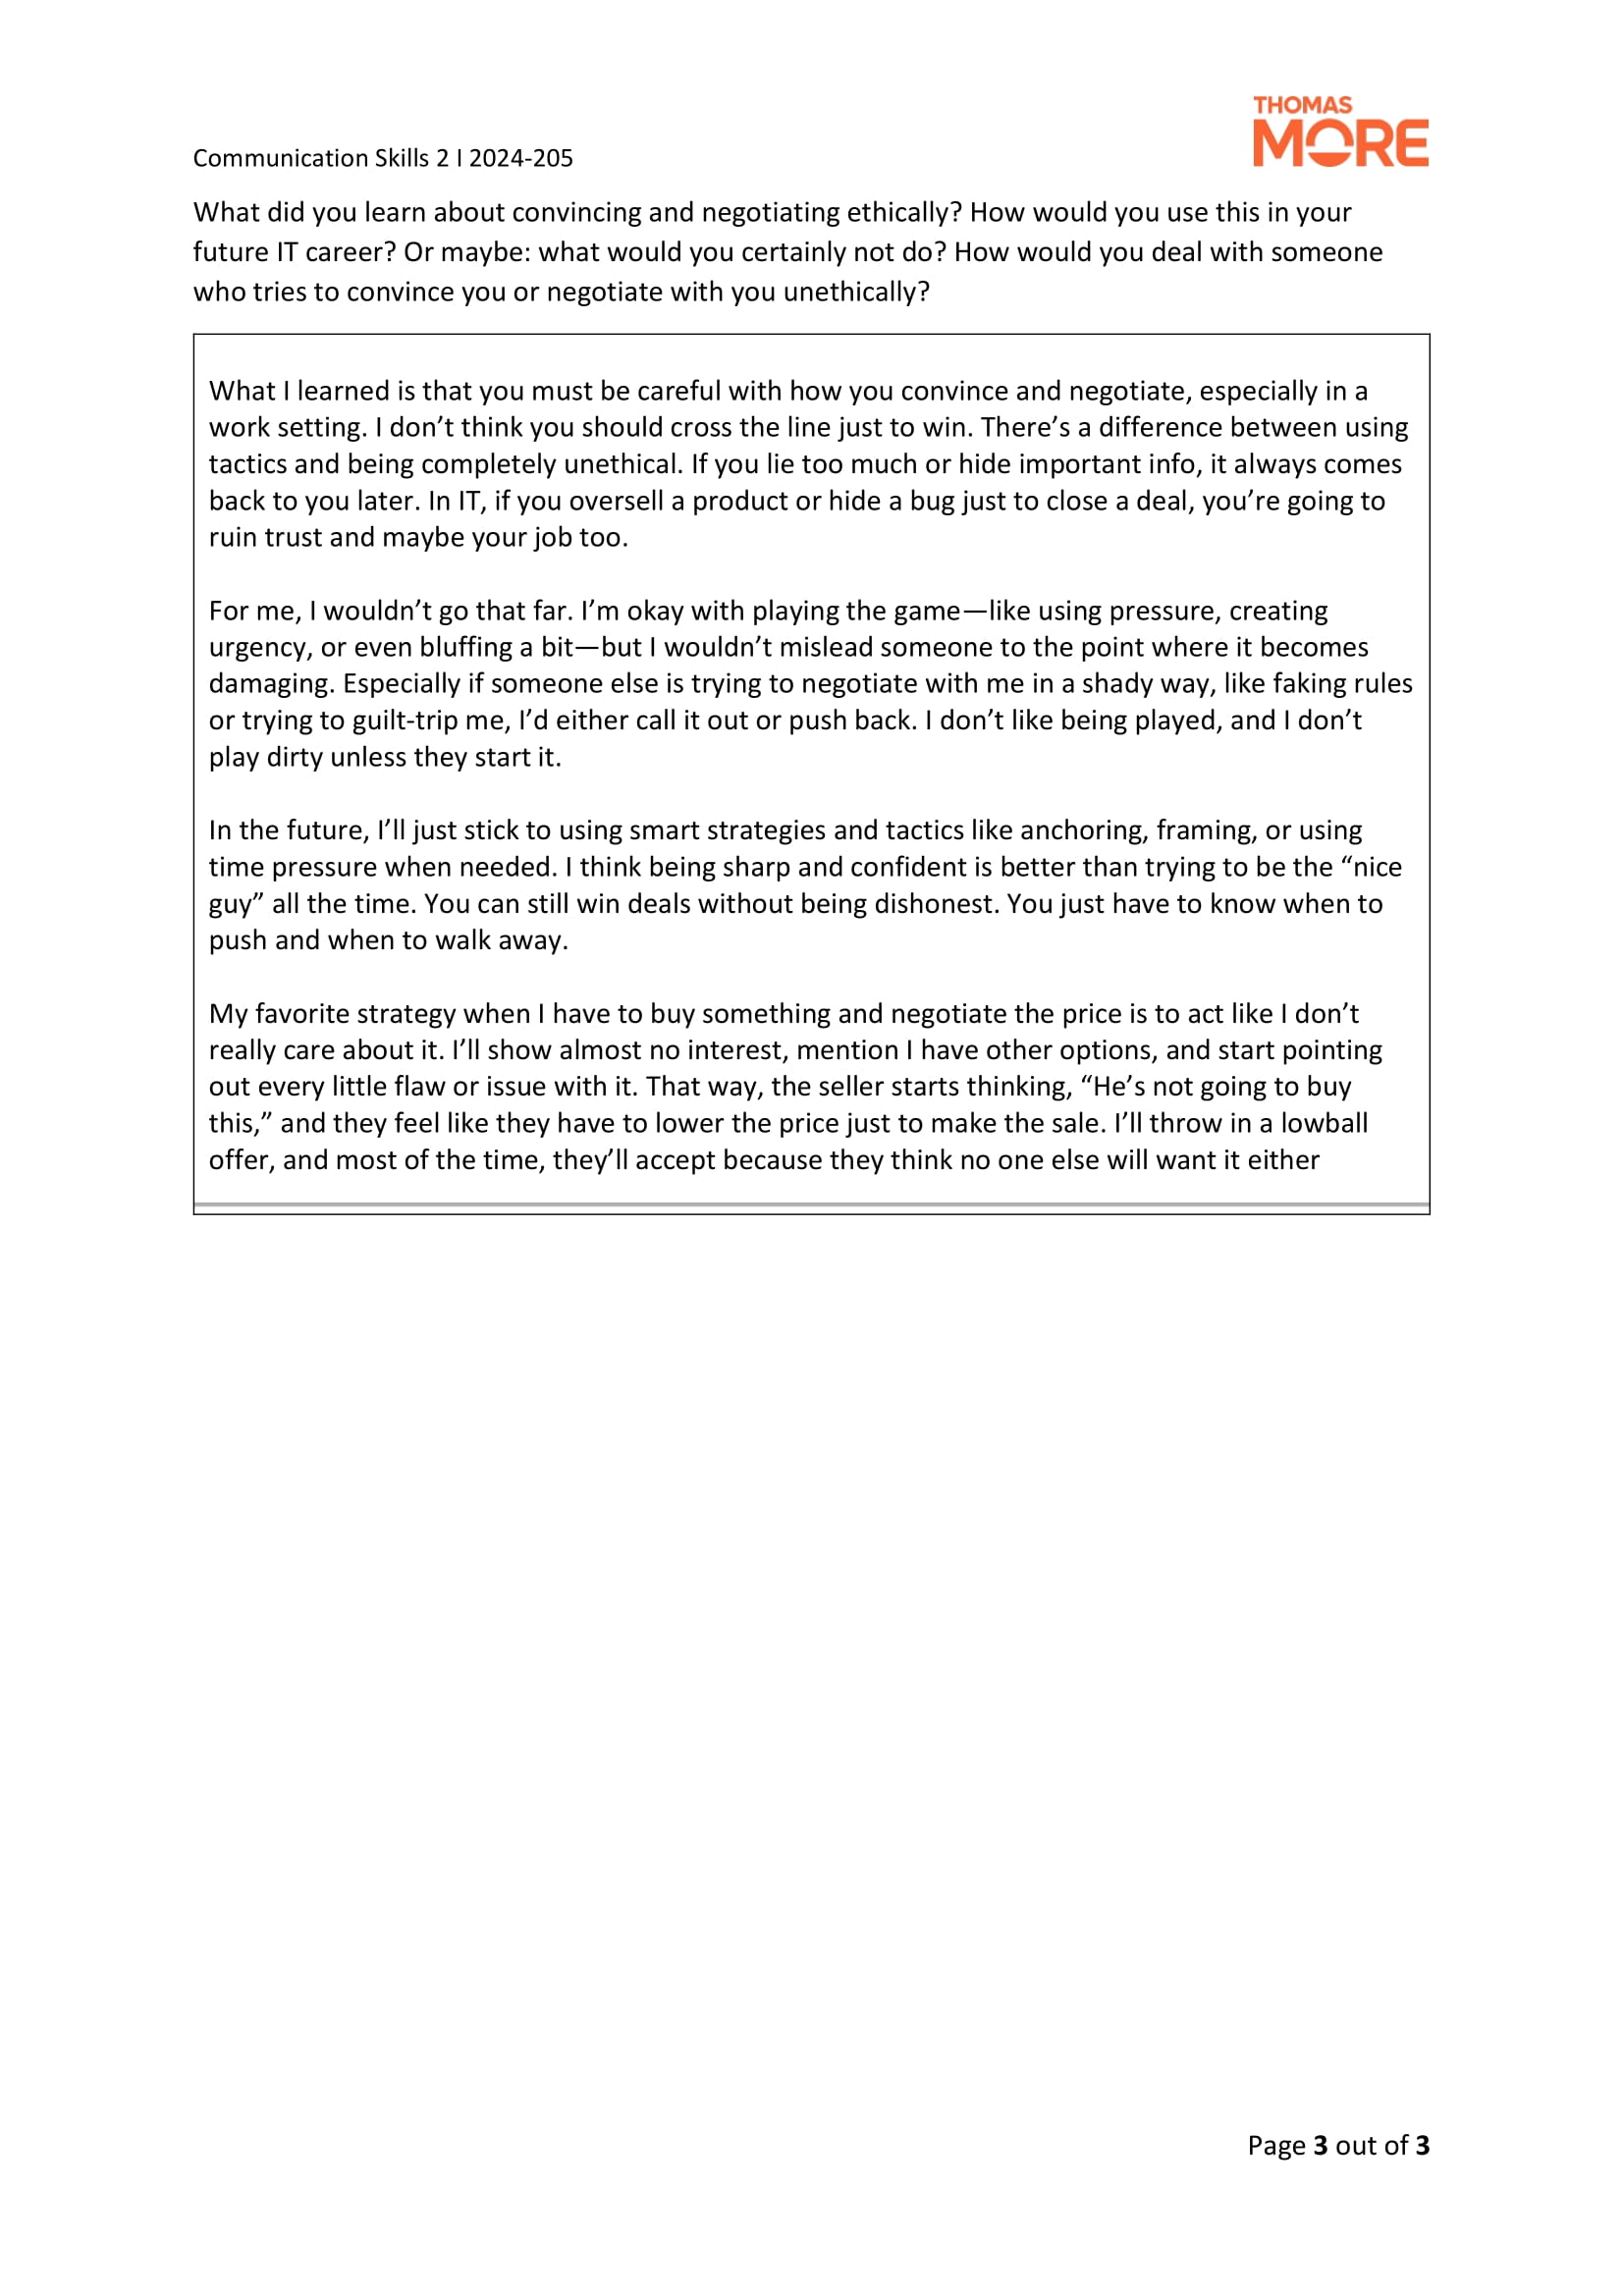 THOMAS
MORE
Communication Skills 2 I 2024-205
What did you learn about convincing and negotiating ethically? How would you use this in your
future IT career? Or maybe: what would you certainly not do? How would you deal with someone
who tries to convince you or negotiate with you unethically?
What I learned is that you must be careful with how you convince and negotiate, especially in a
work setting. I don’t think you should cross the line just to win. There’s a difference between using
tactics and being completely unethical. If you lie too much or hide important info, it always comes
back to you later. In IT, if you oversell a product or hide a bug just to close a deal, you’re going to
ruin trust and maybe your job too.
For me, I wouldn’t go that far. I’m okay with playing the game—like using pressure, creating
urgency, or even bluffing a bit—but I wouldn’t mislead someone to the point where it becomes
damaging. Especially if someone else is trying to negotiate with me in a shady way, like faking rules
or trying to guilt-trip me, I’d either call it out or push back. I don’t like being played, and I don’t
play dirty unless they start it.
In the future, I’ll just stick to using smart strategies and tactics like anchoring, framing, or using
time pressure when needed. I think being sharp and confident is better than trying to be the “nice
guy” all the time. You can still win deals without being dishonest. You just have to know when to
push and when to walk away.
My favorite strategy when I have to buy something and negotiate the price is to act like I don’t
really care about it. I’ll show almost no interest, mention I have other options, and start pointing
out every little flaw or issue with it. That way, the seller starts thinking, “He’s not going to buy
this,” and they feel like they have to lower the price just to make the sale. I’ll throw in a lowball
offer, and most of the time, they’ll accept because they think no one else will want it either
Page 3 out of 3